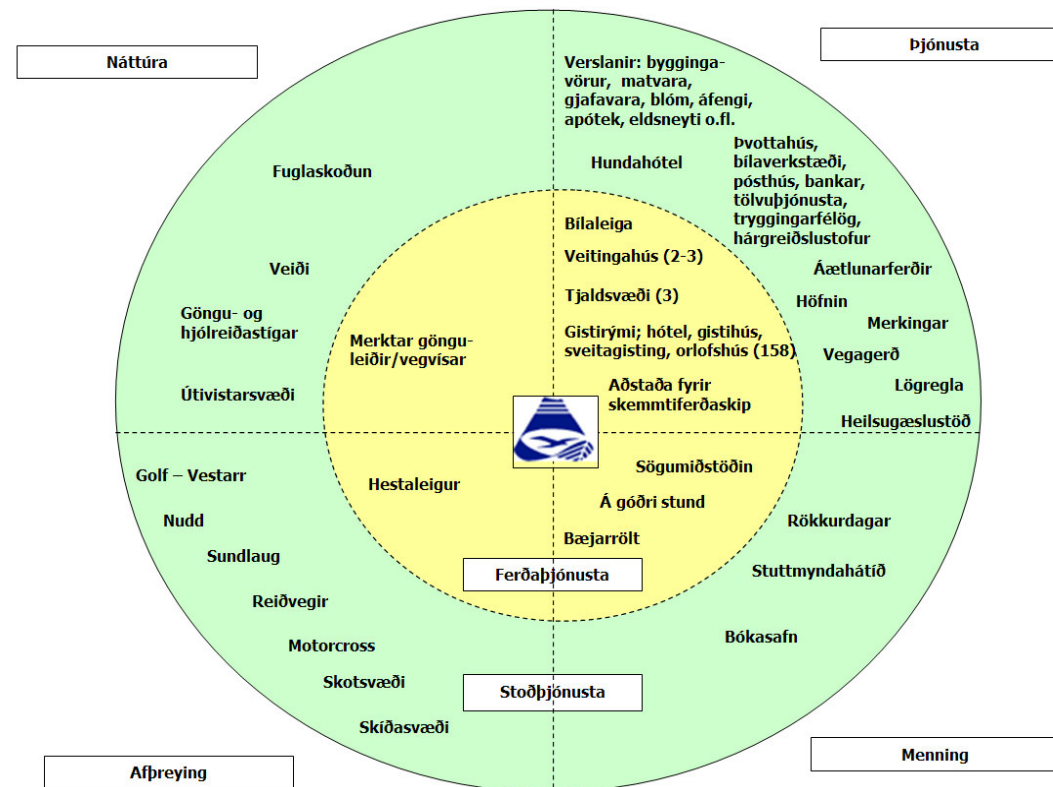 Náttúra
Þjónusta
Verslanir: bygginga-
vörur, matvara,
gjafavara, blóm, áfengi,
apótek, eldsneyti o.fl.
Hundahótel
Þvottahús,
bílaverkstæði,
pósthús, bankar,
tölvuþjónusta,
tryggingarfélög,
hárgreiðslustofur
Fuglaskoðun
Bílaleiga
Veitingahús (2-3)
Veiði
Áætlunarferðir
Tjaldsvæði (3)
Höfnin
Göngu- og
hjólreiðastígar
Merkingar
Merktar göngu-
leiðir/vegvísar
Gistirými; hótel, gistihús,
sveitagisting, orlofshús (158)
Vegagerð
Útivistarsvæði
Aðstaða fyrir
skemmtiferðaskip
Lögregla
Heilsugæslustöð
Golf – Vestarr
Hestaleigur
Sögumiðstöðin
Nudd
Á góðri stund
Rökkurdagar
Sundlaug
Bæjarrölt
Ferðaþjónusta
Stuttmyndahátíð
Reiðvegir
Bókasafn
Motorcross
Skotsvæði
Stoðþjónusta
Skíðasvæði
Afþreying
Menning